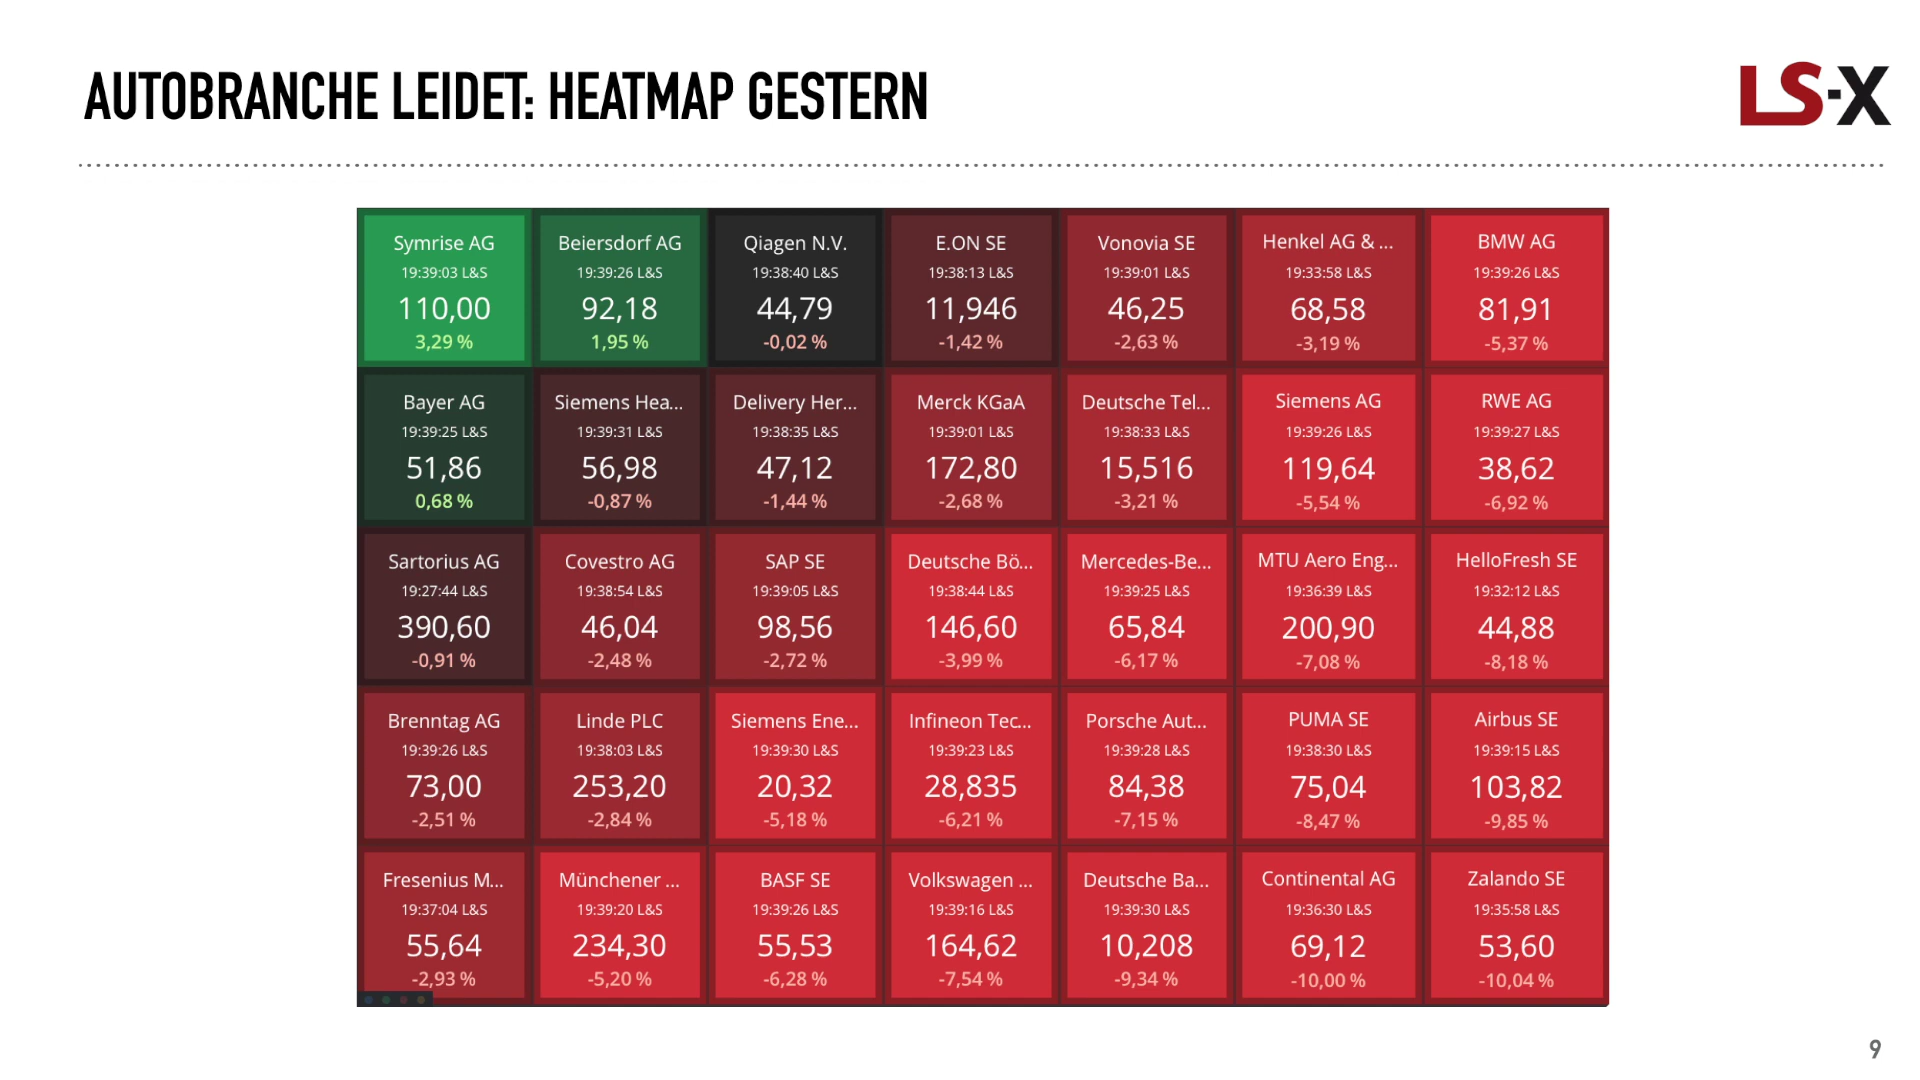 AUTOBRANCHE LEIDET: HEATMAP GESTERN
LS-X
Symrise AG
19:39:03 L&S
110,00
3,29 %
Beiersdorf AG
19:39:26 L&S
92,18
1,95 %
Qiagen N.V.
19:38:40 L&S
44,79
-0,02 %
E.ON SE
19:38:13 L&S
11,946
-1,42 %
Vonovia SE
19:39:01 L&S
46,25
-2,63 %
Henkel AG & ...
19:33:58 L&S
68,58
-3,19 %
BMW AG
19:39:26 L&S
81,91
-5,37 %
Bayer AG
19:39:25 L&S
51,86
0,68 %
Siemens Hea...
19:39:31 L&S
56,98
-0,87 %
Delivery Her...
19:38:35 L&S
47,12
-1,44 %
Merck KGaA
19:39:01 L&S
172,80
-2,68 %
Deutsche Tel...
19:38:33 L&S
15,516
-3,21 %
Siemens AG
19:39:26 L&S
119,64
-5,54 %
RWE AG
19:39:27 L&S
38,62
-6,92 %
Sartorius AG
19:27:44 L&S
390,60
-0,91 %
Covestro AG
19:38:54 L&S
46,04
-2,48 %
SAP SE
19:39:05 L&S
98,56
-2,72 %
Deutsche Bö...
19:38:44 L&S
146,60
-3,99 %
Mercedes-Be...
19:39:25 L&S
65,84
-6,17 %
MTU Aero Eng...
19:36:39 L&S
200,90
-7,08 %
HelloFresh SE
19:32:12 L&S
44,88
-8,18 %
Brenntag AG
19:39:26 L&S
73,00
-2,51 %
Linde PLC
19:38:03 L&S
253,20
-2,84 %
Siemens Ene...
19:39:30 L&S
20,32
-5,18 %
Infineon Tec...
19:39:23 L&S
28,835
-6,21 %
Porsche Aut...
19:39:28 L&S
84,38
-7,15 %
PUMA SE
19:38:30 L&S
75,04
-8,47 %
Airbus SE
19:39:15 L&S
103,82
-9,85 %
Fresenius M...
19:37:04 L&S
55,64
-2,93 %
Münchener ...
19:39:20 L&S
234,30
-5,20 %
BASF SE
19:39:26 L&S
55,53
-6,28 %
Volkswagen ...
19:39:16 L&S
164,62
-7,54 %
Deutsche Ba...
19:39:30 L&S
10,208
-9,34 %
Continental AG
19:36:30 L&S
69,12
-10,00 %
Zalando SE
19:35:58 L&S
53,60
-10,04 %
9